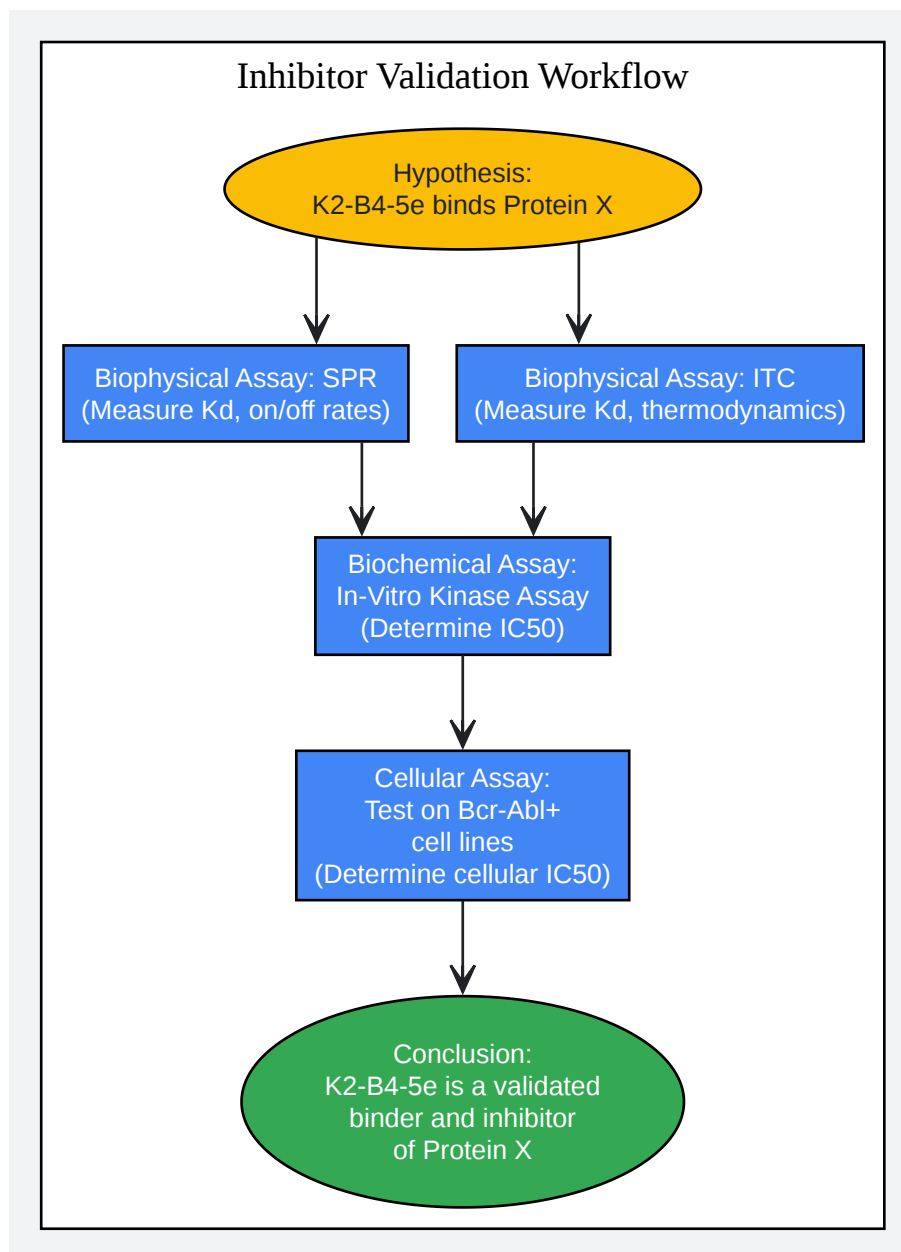 Inhibitor Validation Workflow
Hypothesis:
K2-B4-5e binds Protein X
Biophysical Assay: SPR
(Measure Kd, on/off rates)
Biophysical Assay: ITC
(Measure Kd, thermodynamics)
Biochemical Assay:
In-Vitro Kinase Assay
(Determine IC50)
Cellular Assay:
Test on Bcr-Abl+
cell lines
(Determine cellular IC50)
Conclusion:
K2-B4-5e is a validated
binder and inhibitor
of Protein X